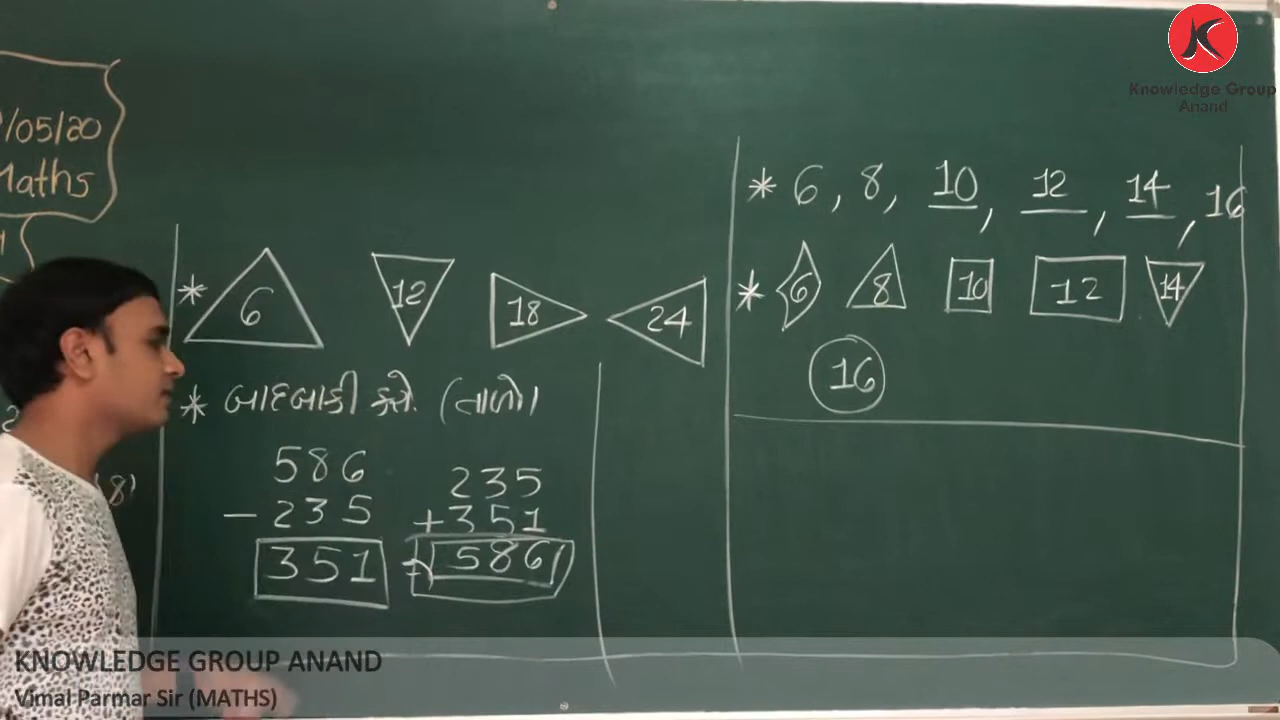 /05/20
Maths
* 6 12 18 24
* બાદબાકી કરો. (તાળો)
586
- 235
351
235
+ 351
586
* 6, 8, 10, 12, 14, 16
* 6 8 10 12 14
16
Knowledge Group
Anand
KNOWLEDGE GROUP ANAND
Vimal Parmar Sir (MATHS)